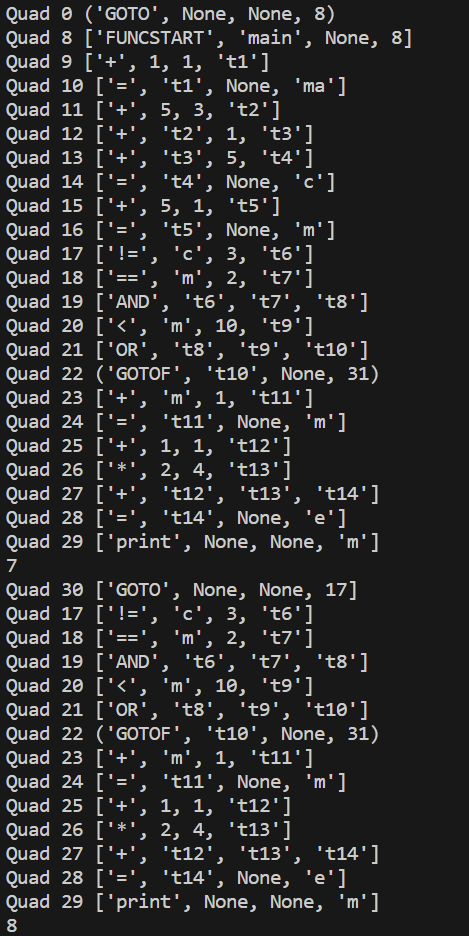 Quad 0 ('GOTO', None, None, 8)
Quad 8 ['FUNCSTART', 'main', None, 8]
Quad 9 ['+', 1, 1, 't1']
Quad 10 ['=', 't1', None, 'ma']
Quad 11 ['+', 5, 3, 't2']
Quad 12 ['+', 't2', 1, 't3']
Quad 13 ['+', 't3', 5, 't4']
Quad 14 ['=', 't4', None, 'c']
Quad 15 ['+', 5, 1, 't5']
Quad 16 ['=', 't5', None, 'm']
Quad 17 ['!=', 'c', 3, 't6']
Quad 18 ['==', 'm', 2, 't7']
Quad 19 ['AND', 't6', 't7', 't8']
Quad 20 ['<', 'm', 10, 't9']
Quad 21 ['OR', 't8', 't9', 't10']
Quad 22 ('GOTOF', 't10', None, 31)
Quad 23 ['+', 'm', 1, 't11']
Quad 24 ['=', 't11', None, 'm']
Quad 25 ['+', 1, 1, 't12']
Quad 26 ['*', 2, 4, 't13']
Quad 27 ['+', 't12', 't13', 't14']
Quad 28 ['=', 't14', None, 'e']
Quad 29 ['print', None, None, 'm']
7
Quad 30 ['GOTO', None, None, 17]
Quad 17 ['!=', 'c', 3, 't6']
Quad 18 ['==', 'm', 2, 't7']
Quad 19 ['AND', 't6', 't7', 't8']
Quad 20 ['<', 'm', 10, 't9']
Quad 21 ['OR', 't8', 't9', 't10']
Quad 22 ('GOTOF', 't10', None, 31)
Quad 23 ['+', 'm', 1, 't11']
Quad 24 ['=', 't11', None, 'm']
Quad 25 ['+', 1, 1, 't12']
Quad 26 ['*', 2, 4, 't13']
Quad 27 ['+', 't12', 't13', 't14']
Quad 28 ['=', 't14', None, 'e']
Quad 29 ['print', None, None, 'm']
8